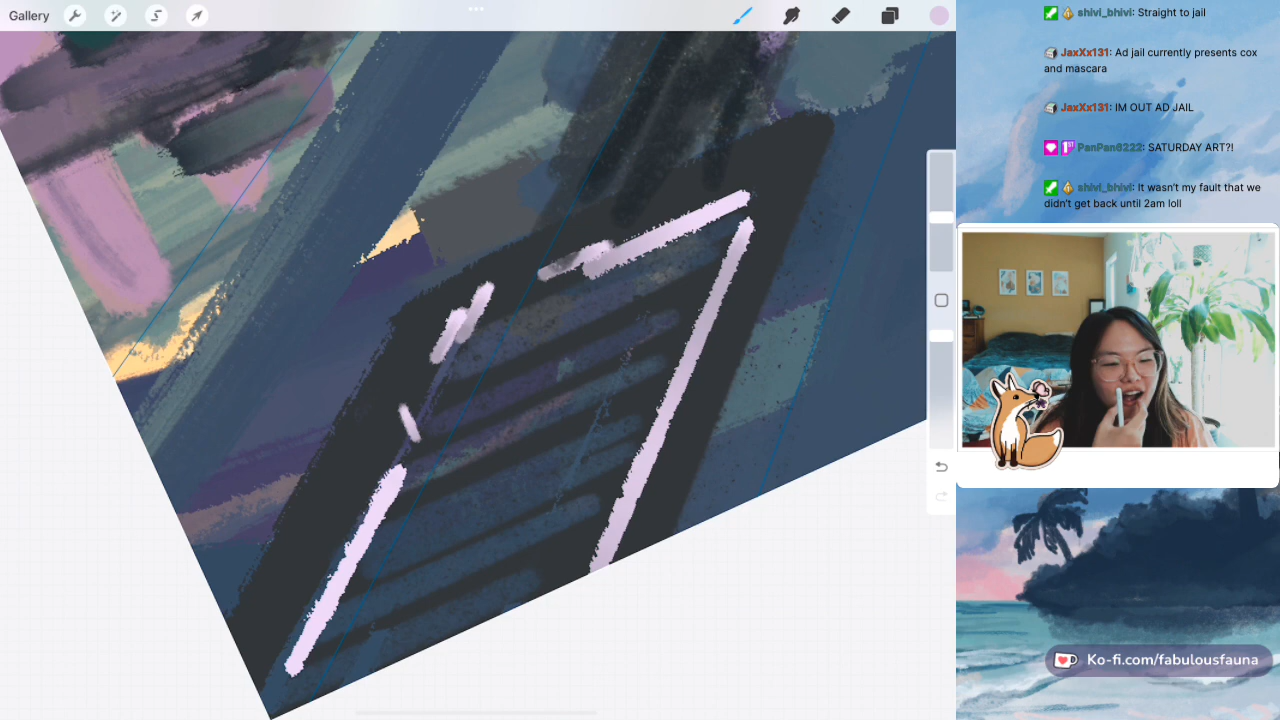 Gallery
shivi_bhivi: Straight to jail
JaxXx131: Ad jail currently presents cox
and mascara
JaxXx131: IM OUT AD JAIL
1ST PanPan6222: SATURDAY ART?!
shivi_bhivi: It wasn't my fault that we
didn't get back until 2am loll
Ko-fi.com/fabulousfauna